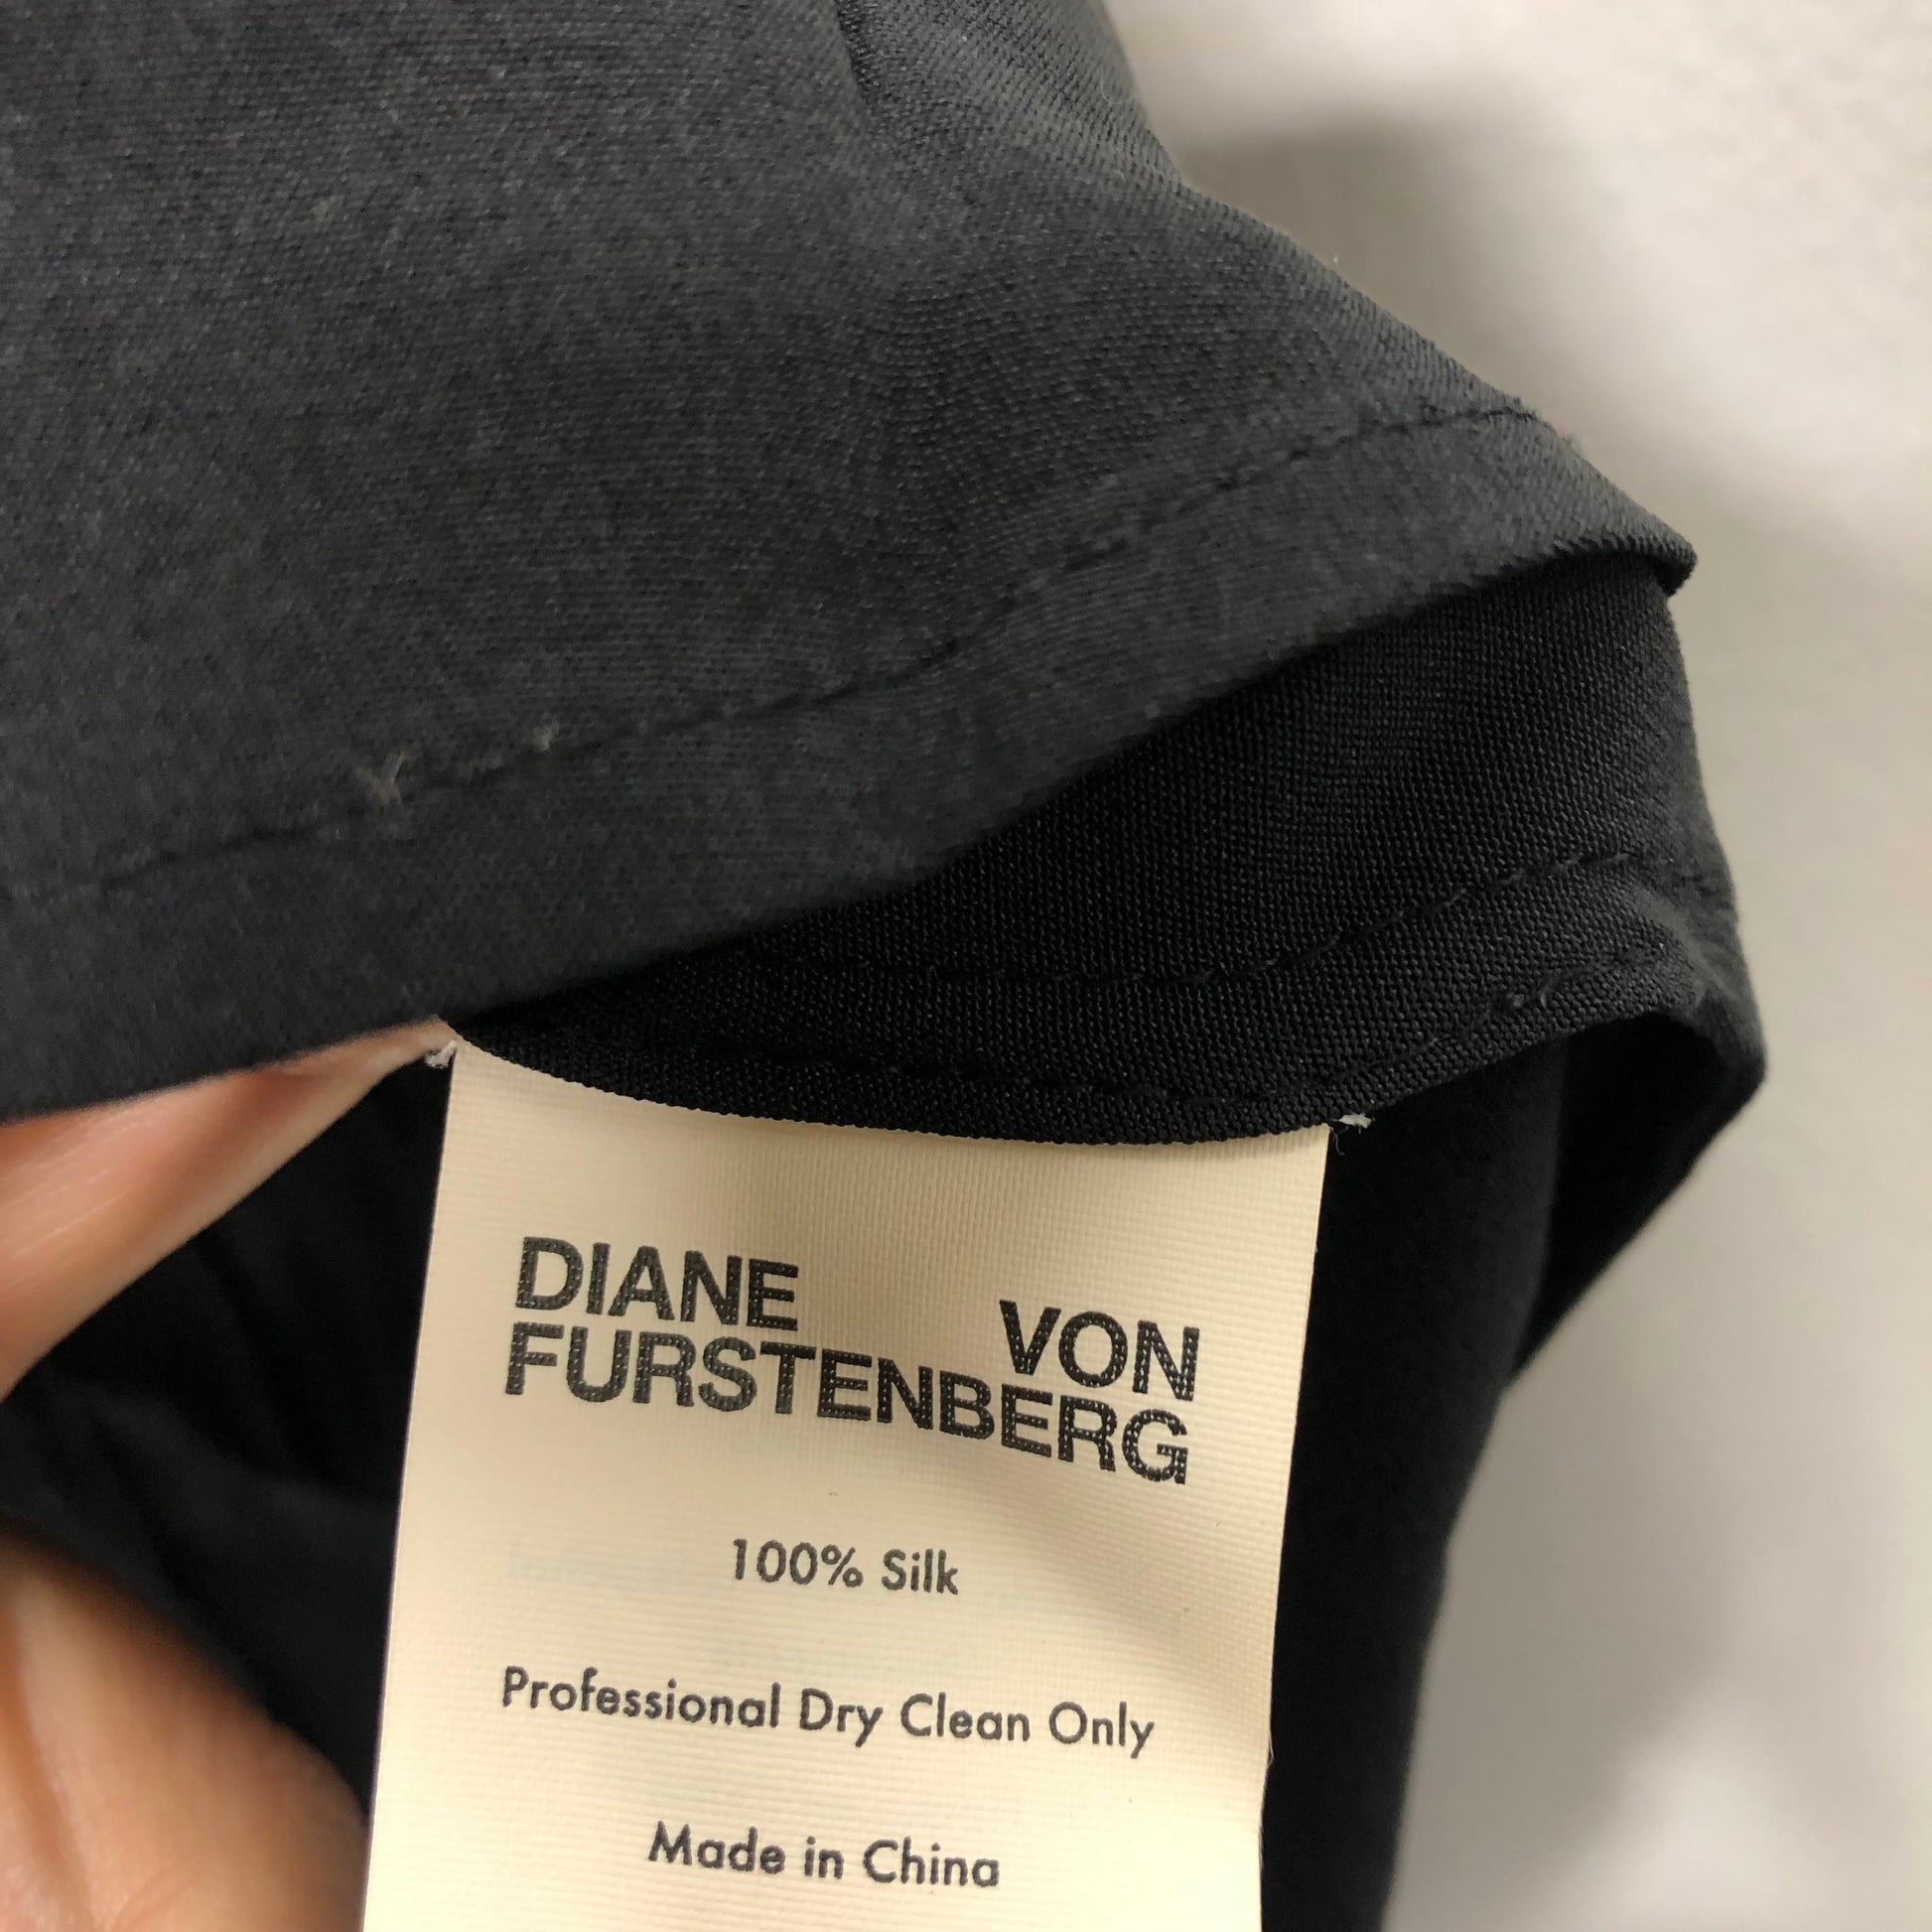 DIANE VON
FURSTENBERG
100% Silk
Professional Dry Clean Only
Made in China